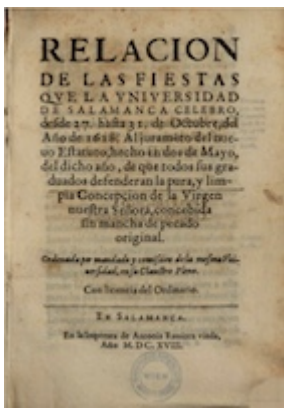 RELACION
DE LAS FIESTAS
QVE LA VNIVERSIDAD
DE SALAMANCA CELEBRO,
desde 27. hasta 31. de Octubre, del
Año de 1618; Al juramēto del nue-
uo Estatuto, hecho en dos de Mayo,
del dicho año, de que todos sus gra-
duados defenderan la pura, y lim-
pia Concepcion de la Virgen
nuestra Señora, concebida
sin mancha de pecado
original.
Ordenada por mandado y comission de la mesma Vni-
uersidad, en su Claustro Pleno.
Con licencia del Ordinario.
EN SALAMANCA,
En la Imprenta de Antonia Ramirez viuda,
Año M. DC. XVIII.